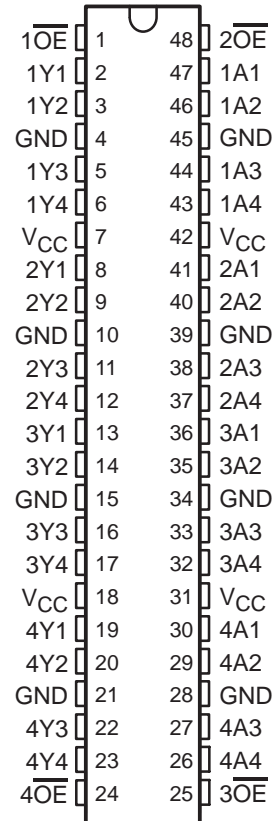 1O̅E̅ 1 48 2O̅E̅
1Y1 2 47 1A1
1Y2 3 46 1A2
GND 4 45 GND
1Y3 5 44 1A3
1Y4 6 43 1A4
VCC 7 42 VCC
2Y1 8 41 2A1
2Y2 9 40 2A2
GND 10 39 GND
2Y3 11 38 2A3
2Y4 12 37 2A4
3Y1 13 36 3A1
3Y2 14 35 3A2
GND 15 34 GND
3Y3 16 33 3A3
3Y4 17 32 3A4
VCC 18 31 VCC
4Y1 19 30 4A1
4Y2 20 29 4A2
GND 21 28 GND
4Y3 22 27 4A3
4Y4 23 26 4A4
4O̅E̅ 24 25 3O̅E̅